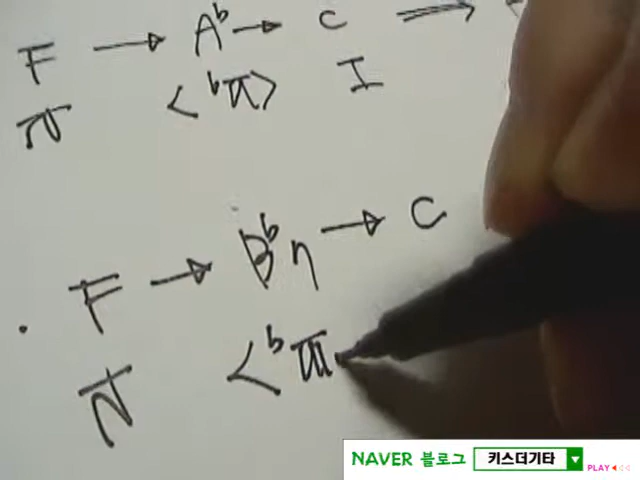 F → A♭ → C ⇒
Ⅳ <♭Ⅵ> Ⅰ
F → B♭7 → C
Ⅳ <♭Ⅶ
NAVER 블로그 키스더기타
PLAY